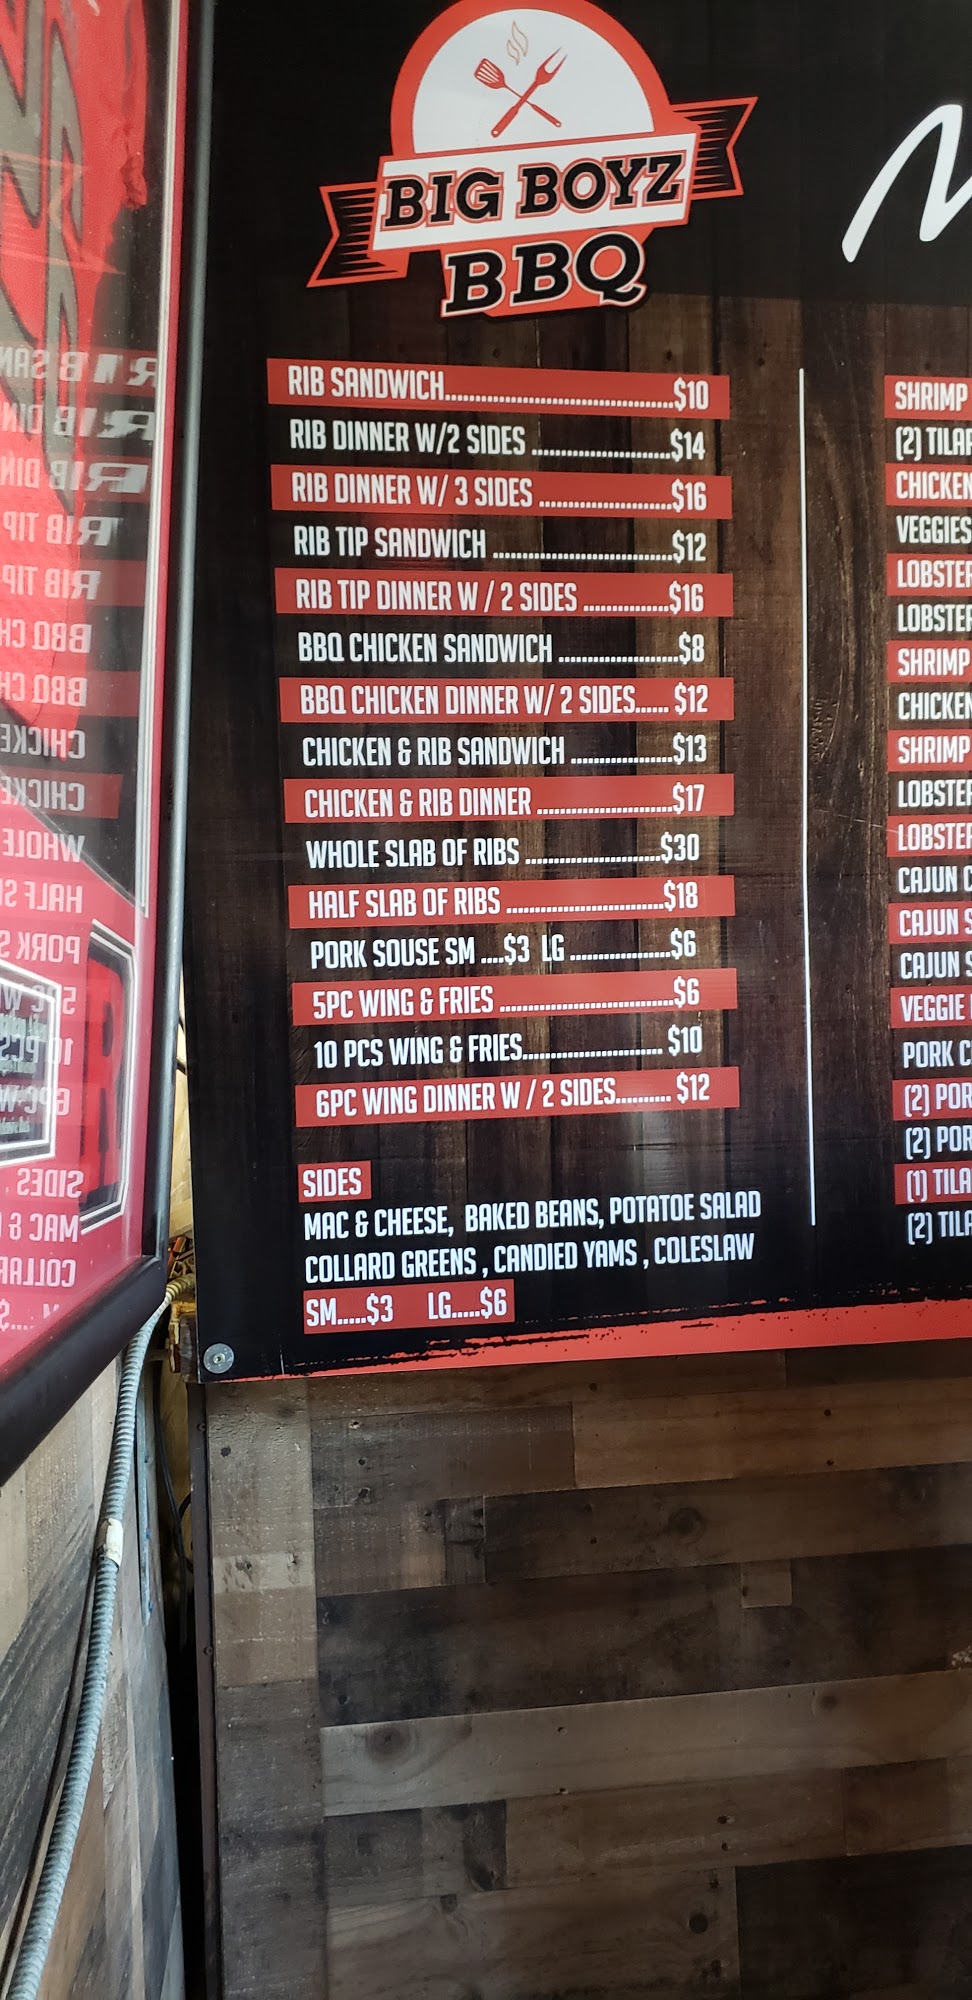 BIG BOYZ
BBQ
RIB SANDWICH.......................................$10
RIB DINNER W/2 SIDES ........................$14
RIB DINNER W/ 3 SIDES .......................$16
RIB TIP SANDWICH ...............................$12
RIB TIP DINNER W / 2 SIDES ...............$16
BBQ CHICKEN SANDWICH .....................$8
BBQ CHICKEN DINNER W/ 2 SIDES...... $12
CHICKEN & RIB SANDWICH ..................$13
CHICKEN & RIB DINNER ........................$17
WHOLE SLAB OF RIBS ........................$30
HALF SLAB OF RIBS ............................$18
PORK SOUSE SM ....$3 LG ..................$6
5PC WING & FRIES ...............................$6
10 PCS WING & FRIES......................... $10
6PC WING DINNER W / 2 SIDES.......... $12
SIDES
MAC & CHEESE, BAKED BEANS, POTATOE SALAD
COLLARD GREENS , CANDIED YAMS , COLESLAW
SM.....$3 LG.....$6
SHRIMP
(2) TILAP
CHICKEN
VEGGIES
LOBSTER
LOBSTER
SHRIMP
CHICKEN
SHRIMP
LOBSTER
LOBSTER
CAJUN C
CAJUN S
CAJUN S
VEGGIE
PORK C
(2) POR
(2) POR
(1) TILA
(2) TILA